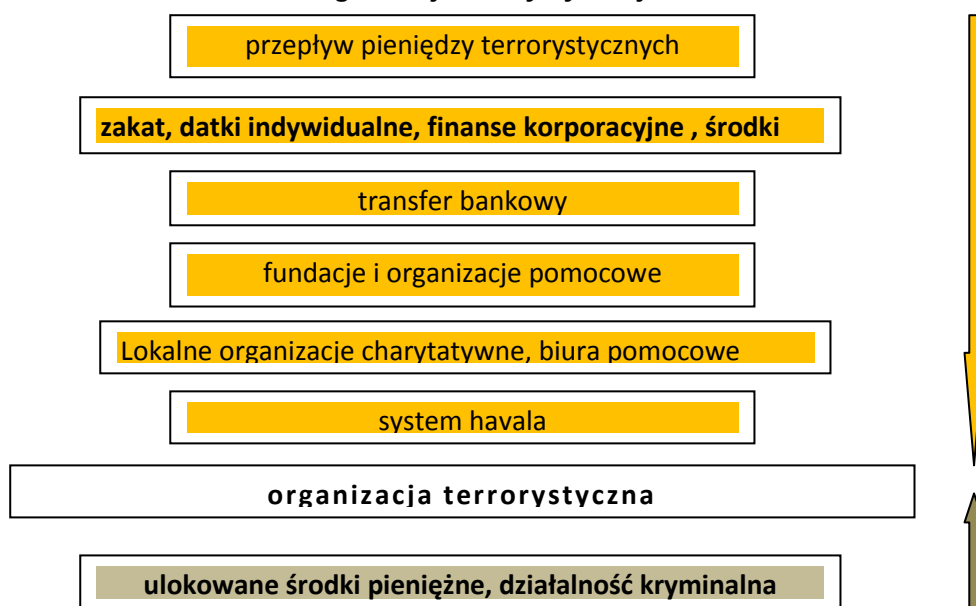 przepływ pieniędzy terrorystycznych
zakat, datki indywidualne, finanse korporacyjne , środki
transfer bankowy
fundacje i organizacje pomocowe
Lokalne organizacje charytatywne, biura pomocowe
system havala
organizacja terrorystyczna
ulokowane środki pieniężne, działalność kryminalna